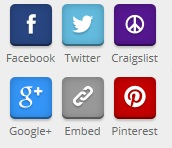 Facebook Twitter Craigslist
Google+ Embed Pinterest